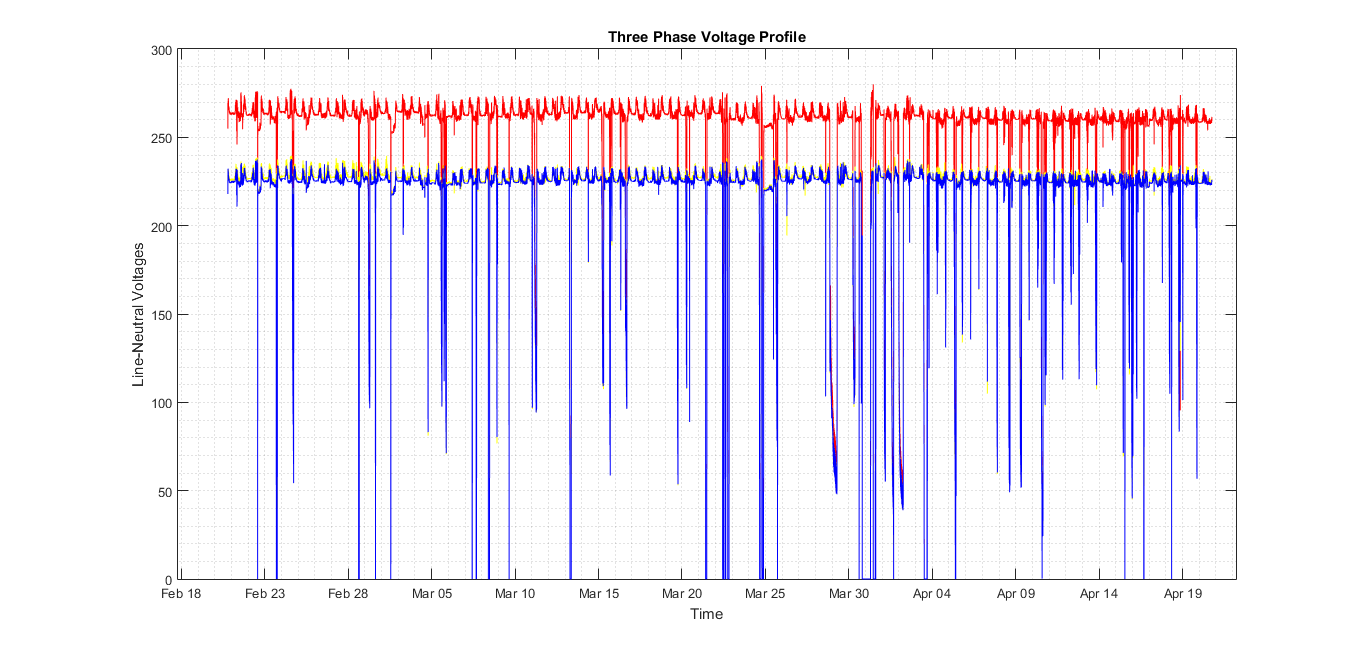 Three Phase Voltage Profile
300
250
200
150
100
50
0
Line-Neutral Voltages
Feb 18 Feb 23 Feb 28 Mar 05 Mar 10 Mar 15 Mar 20 Mar 25 Mar 30 Apr 04 Apr 09 Apr 14 Apr 19
Time